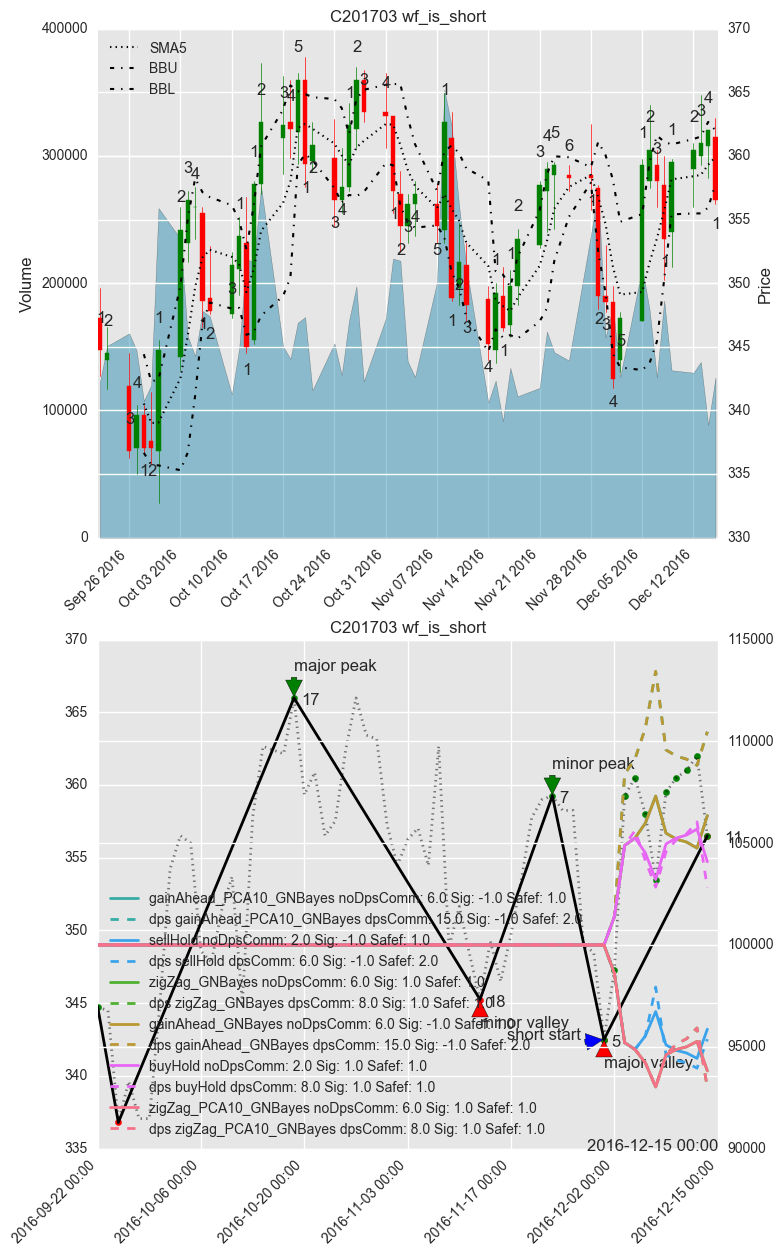 C201703 wf_is_short
400000
300000
200000
100000
0
Volume
370
365
360
355
350
345
340
335
330
Price
SMA5
BBU
BBL
Sep 26 2016
Oct 03 2016
Oct 10 2016
Oct 17 2016
Oct 24 2016
Oct 31 2016
Nov 07 2016
Nov 14 2016
Nov 21 2016
Nov 28 2016
Dec 05 2016
Dec 12 2016
C201703 wf_is_short
370
365
360
355
350
345
340
335
115000
110000
105000
100000
95000
90000
major peak
17
minor peak
7
11
18
minor valley
short start
5
major valley
gainAhead_PCA10_GNBayes noDpsComm: 6.0 Sig: -1.0 Safef: 1.0
dps gainAhead_PCA10_GNBayes dpsComm: 15.0 Sig: -1.0 Safef: 2.0
sellHold noDpsComm: 2.0 Sig: -1.0 Safef: 1.0
dps sellHold dpsComm: 6.0 Sig: -1.0 Safef: 2.0
zigZag_GNBayes noDpsComm: 6.0 Sig: 1.0 Safef: 1.0
dps zigZag_GNBayes dpsComm: 8.0 Sig: 1.0 Safef: 1.0
gainAhead_GNBayes noDpsComm: 6.0 Sig: -1.0 Safef: 1.0
dps gainAhead_GNBayes dpsComm: 15.0 Sig: -1.0 Safef: 2.0
buyHold noDpsComm: 2.0 Sig: 1.0 Safef: 1.0
dps buyHold dpsComm: 8.0 Sig: 1.0 Safef: 1.0
zigZag_PCA10_GNBayes noDpsComm: 6.0 Sig: 1.0 Safef: 1.0
dps zigZag_PCA10_GNBayes dpsComm: 8.0 Sig: 1.0 Safef: 1.0
2016-12-15 00:00
2016-09-22 00:00
2016-10-06 00:00
2016-10-20 00:00
2016-11-03 00:00
2016-11-17 00:00
2016-12-02 00:00
2016-12-15 00:00